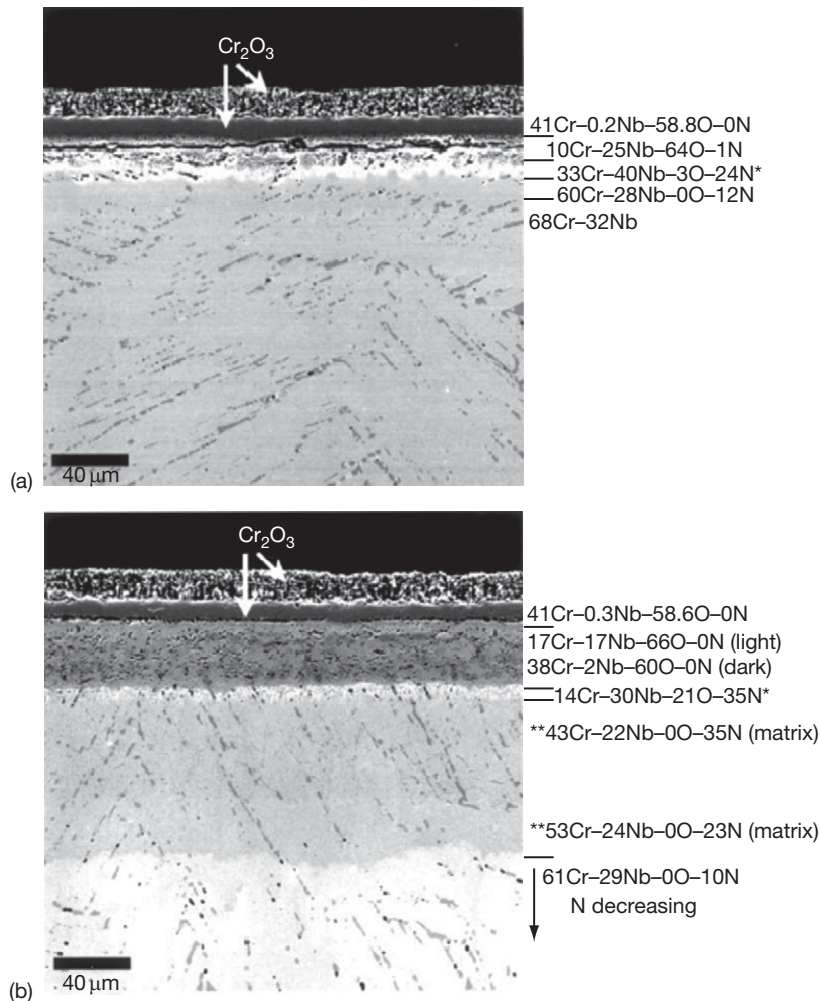 Cr₂O₃
41Cr–0.2Nb–58.8O–0N
10Cr–25Nb–64O–1N
33Cr–40Nb–3O–24N*
60Cr–28Nb–0O–12N
68Cr–32Nb
40 μm
(a)
Cr₂O₃
41Cr–0.3Nb–58.6O–0N
17Cr–17Nb–66O–0N (light)
38Cr–2Nb–60O–0N (dark)
14Cr–30Nb–21O–35N*
**43Cr–22Nb–0O–35N (matrix)
**53Cr–24Nb–0O–23N (matrix)
61Cr–29Nb–0O–10N
N decreasing
40 μm
(b)